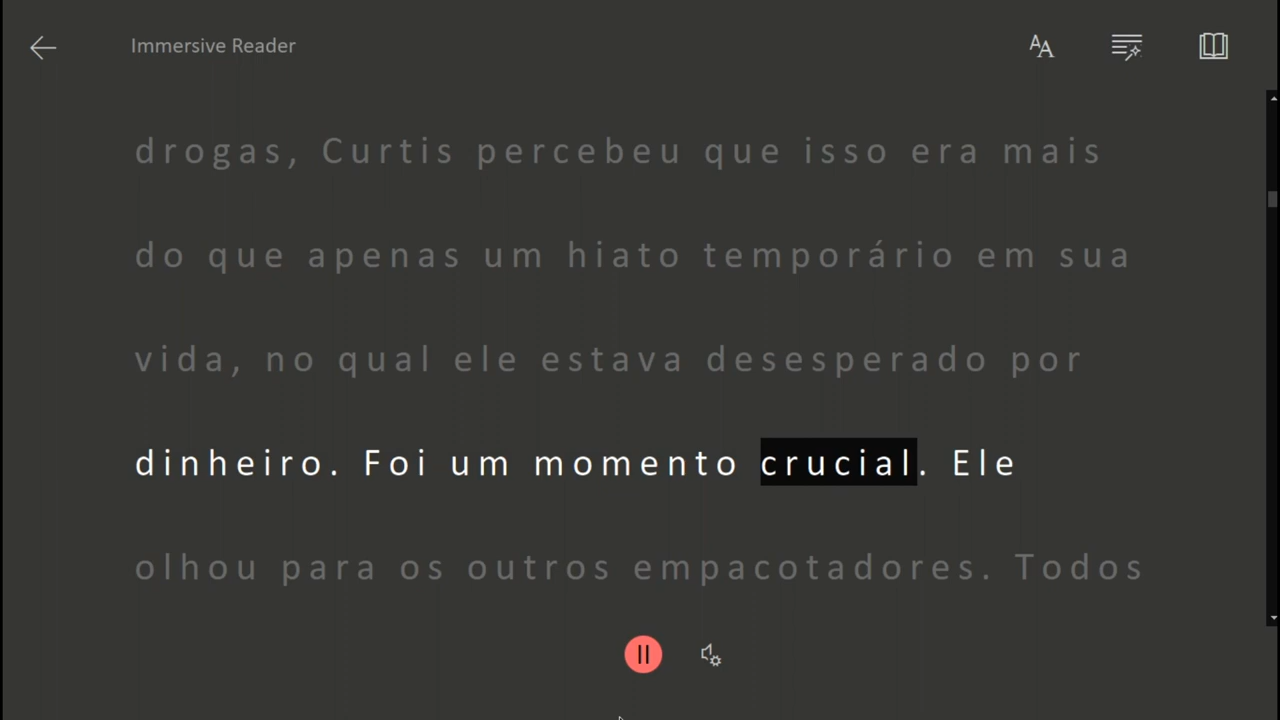 Immersive Reader
drogas, Curtis percebeu que isso era mais
do que apenas um hiato temporário em sua
vida, no qual ele estava desesperado por
dinheiro. Foi um momento crucial. Ele
olhou para os outros empacotadores. Todos